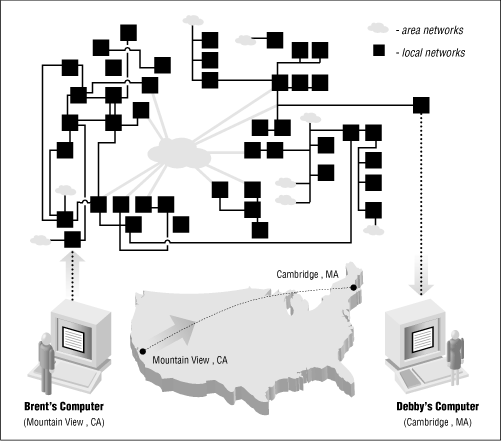 - area networks
- local networks
Cambridge , MA
Mountain View , CA
Brent's Computer
(Mountain View , CA)
Debby's Computer
(Cambridge , MA)